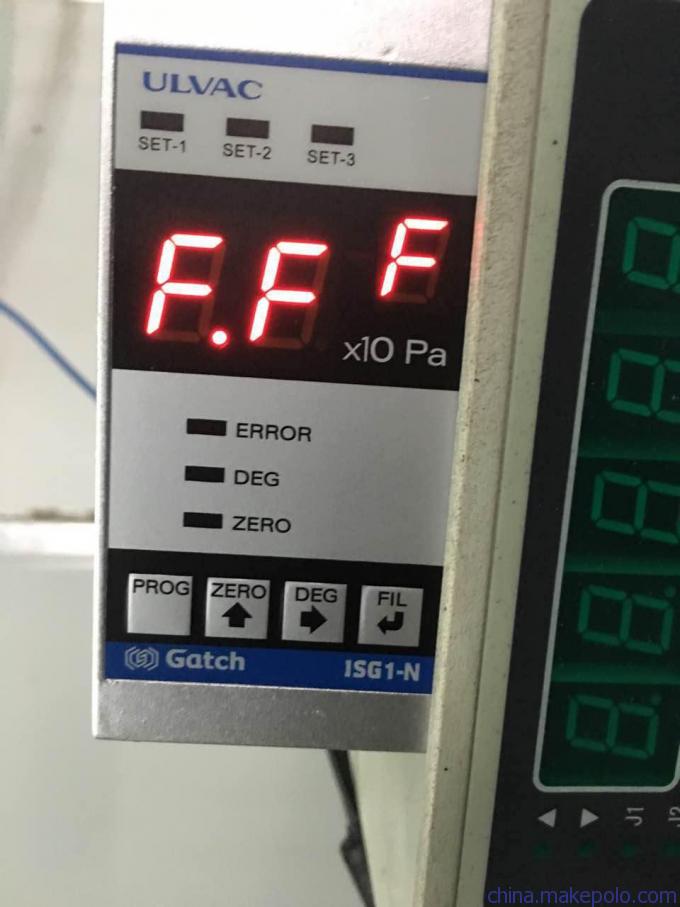 ULVAC
SET-1 SET-2 SET-3
F.F F
x10 Pa
ERROR
DEG
ZERO
PROG ZERO DEG FIL
Gatch ISG1-N
J1 J2
china.makepolo.com